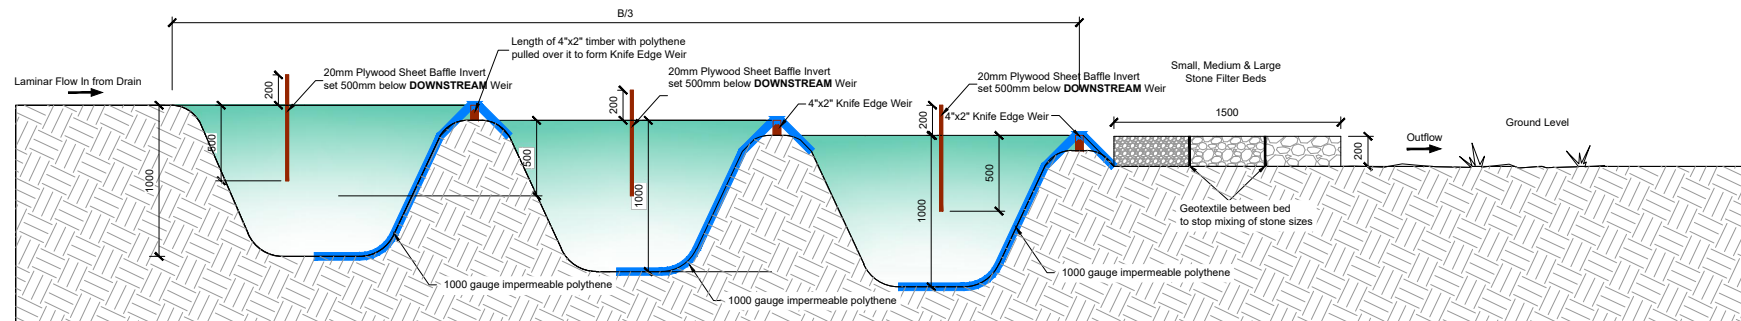 B/3
Length of 4"x2" timber with polythene
pulled over it to form Knife Edge Weir
Laminar Flow In from Drain
200
20mm Plywood Sheet Baffle Invert
set 500mm below DOWNSTREAM Weir
200
20mm Plywood Sheet Baffle Invert
set 500mm below DOWNSTREAM Weir
4"x2" Knife Edge Weir
200
20mm Plywood Sheet Baffle Invert
set 500mm below DOWNSTREAM Weir
4"x2" Knife Edge Weir
Small, Medium & Large
Stone Filter Beds
1500
200
Outflow
Ground Level
1000
500
500
1000
1000
500
Geotextile between bed
to stop mixing of stone sizes
1000 gauge impermeable polythene
1000 gauge impermeable polythene
1000 gauge impermeable polythene